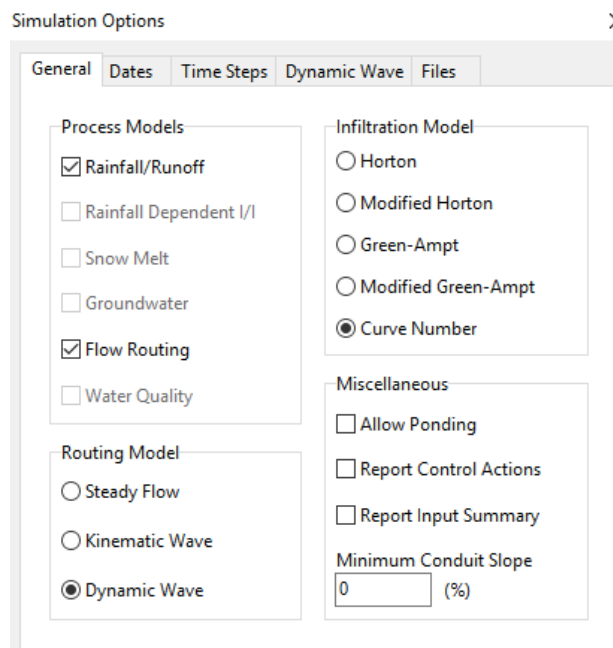 Simulation Options
General
Dates
Time Steps
Dynamic Wave
Files
Process Models
Rainfall/Runoff
Rainfall Dependent I/I
Snow Melt
Groundwater
Flow Routing
Water Quality
Routing Model
Steady Flow
Kinematic Wave
Dynamic Wave
Infiltration Model
Horton
Modified Horton
Green-Ampt
Modified Green-Ampt
Curve Number
Miscellaneous
Allow Ponding
Report Control Actions
Report Input Summary
Minimum Conduit Slope
0 (%)